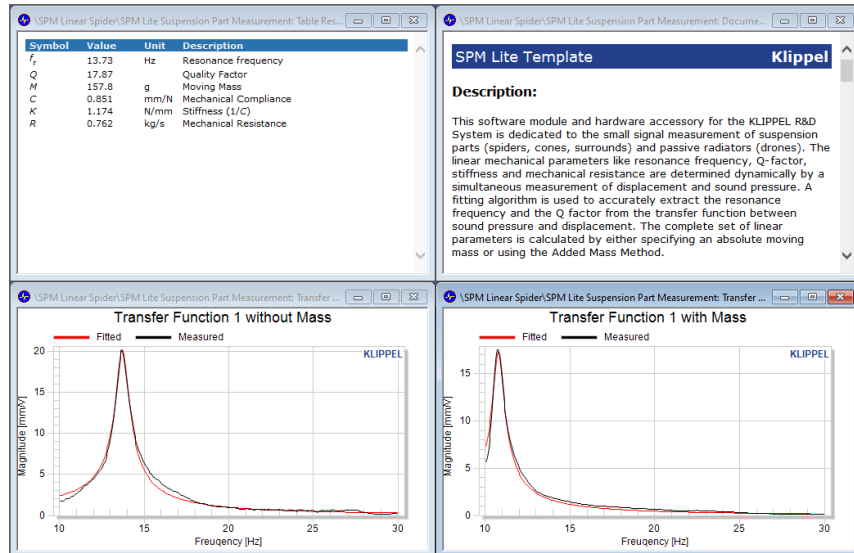 \SPM Linear Spider\SPM Lite Suspension Part Measurement: Table Res...
Symbol Value Unit Description
fr 13.73 Hz Resonance frequency
Q 17.87 Quality Factor
M 157.8 g Moving Mass
C 0.851 mm/N Mechanical Compliance
K 1.174 N/mm Stiffness (1/C)
R 0.762 kg/s Mechanical Resistance
\SPM Linear Spider\SPM Lite Suspension Part Measurement: Docume...
SPM Lite Template Klippel
Description:
This software module and hardware accessory for the KLIPPEL R&D
System is dedicated to the small signal measurement of suspension
parts (spiders, cones, surrounds) and passive radiators (drones). The
linear mechanical parameters like resonance frequency, Q-factor,
stiffness and mechanical resistance are determined dynamically by a
simultaneous measurement of displacement and sound pressure. A
fitting algorithm is used to accurately extract the resonance
frequency and the Q factor from the transfer function between
sound pressure and displacement. The complete set of linear
parameters is calculated by either specifying an absolute moving
mass or using the Added Mass Method.
\SPM Linear Spider\SPM Lite Suspension Part Measurement: Transfer ...
Transfer Function 1 without Mass
Fitted Measured
KLIPPEL
Magnitude [mm/V]
20
15
10
5
0
10 15 20 25 30
Freuqency [Hz]
\SPM Linear Spider\SPM Lite Suspension Part Measurement: Transfer ...
Transfer Function 1 with Mass
Fitted Measured
KLIPPEL
Magnitude [mm/V]
15
10
5
0
10 15 20 25 30
Freuqency [Hz]